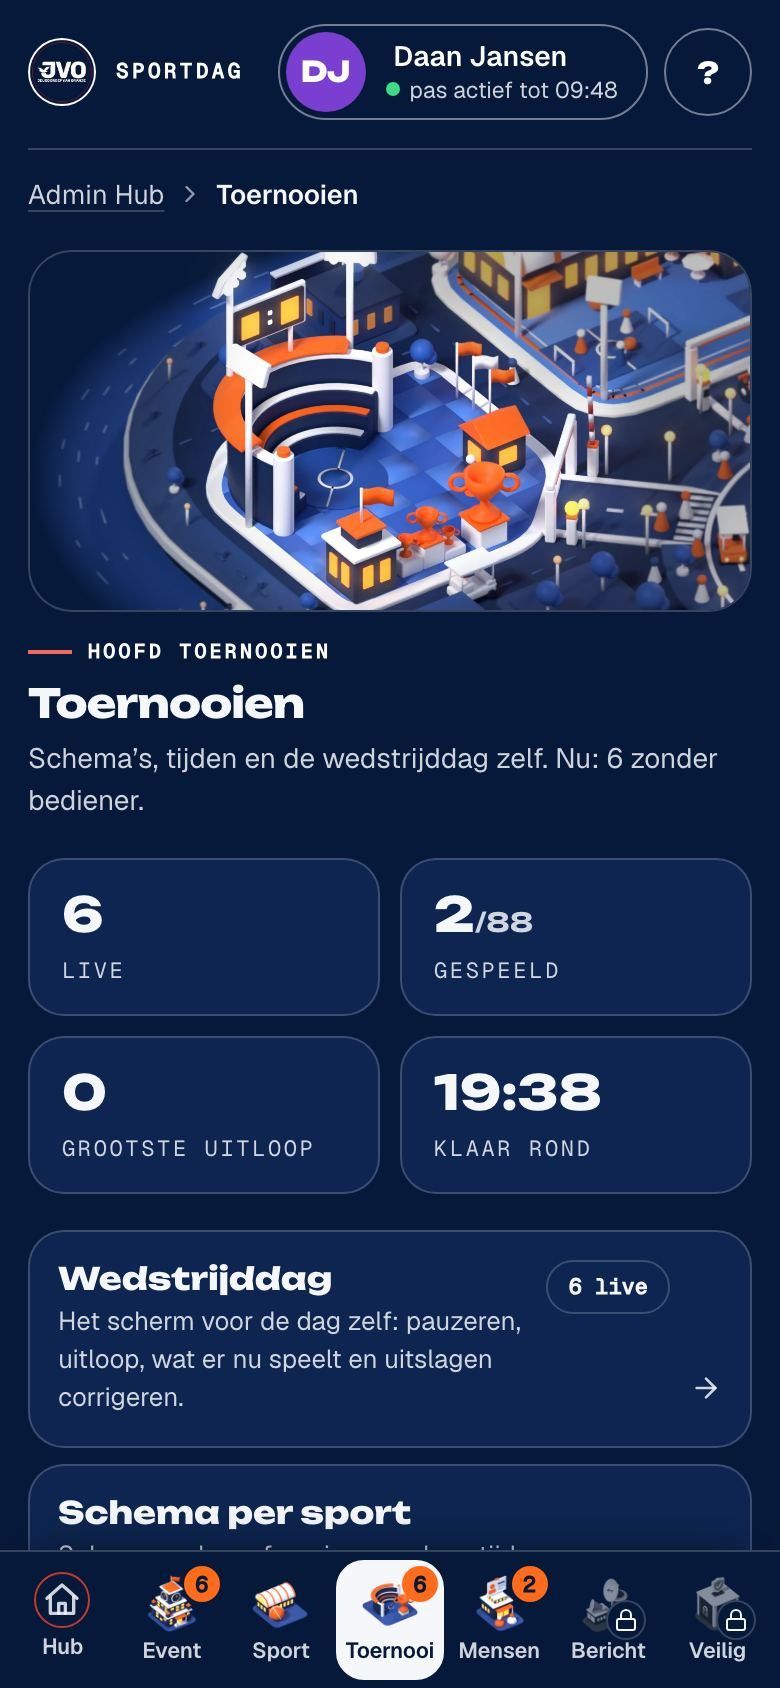 JVO
SPORTDAG
DJ
Daan Jansen
pas actief tot 09:48
?
Admin Hub > Toernooien
HOOFD TOERNOOIEN
Toernooien
Schema's, tijden en de wedstrijddag zelf. Nu: 6 zonder
bediener.
6
LIVE
2/88
GESPEELD
0
GROOTSTE UITLOOP
19:38
KLAAR ROND
Wedstrijddag
6 live
Het scherm voor de dag zelf: pauzeren,
uitloop, wat er nu speelt en uitslagen
corrigeren.
Schema per sport
6
6
2
Hub
Event
Sport
Toernooi
Mensen
Bericht
Veilig